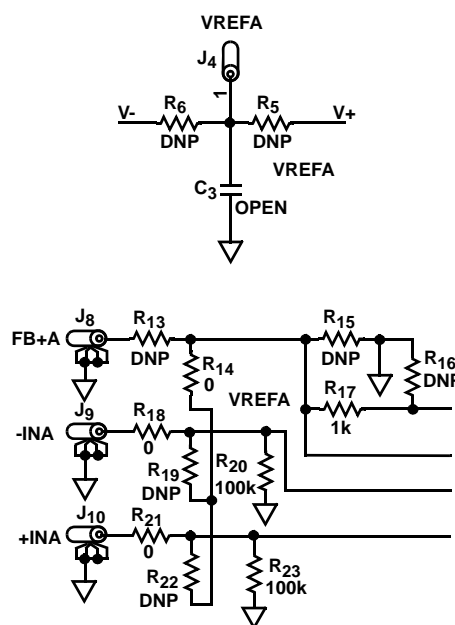 VREFA
J4
1
R6
R5
V-
V+
DNP
DNP
VREFA
C3
OPEN
J8
R13
R15
FB+A
DNP
DNP
R14
0
R16
DNP
J9
R18
VREFA
R17
1k
-INA
0
R19
DNP
R20
100k
J10
R21
+INA
0
R22
DNP
R23
100k